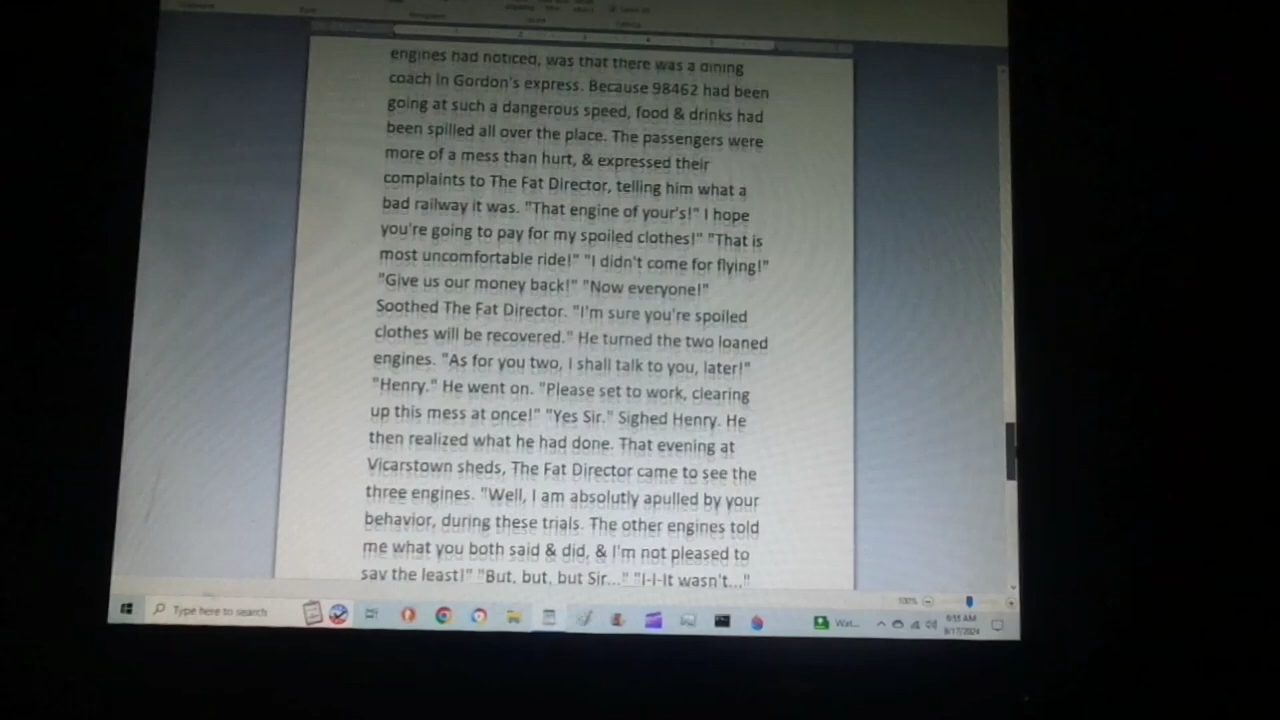 engines had noticed, was that there was a dining
coach in Gordon's express. Because 98462 had been
going at such a dangerous speed, food & drinks had
been spilled all over the place. The passengers were
more of a mess than hurt, & expressed their
complaints to The Fat Director, telling him what a
bad railway it was. "That engine of your's!" I hope
you're going to pay for my spoiled clothes!" "That is
most uncomfortable ride!" "I didn't come for flying!"
"Give us our money back!" "Now everyone!"
Soothed The Fat Director. "I'm sure you're spoiled
clothes will be recovered." He turned the two loaned
engines. "As for you two, I shall talk to you, later!"
"Henry." He went on. "Please set to work, clearing
up this mess at once!" "Yes Sir." Sighed Henry. He
then realized what he had done. That evening at
Vicarstown sheds, The Fat Director came to see the
three engines. "Well, I am absolutly apulled by your
behavior, during these trials. The other engines told
me what you both said & did, & I'm not pleased to
say the least!" "But, but, but Sir..." "I-I-It wasn't..."
100%
Type here to search
Wat...
9/17/2024